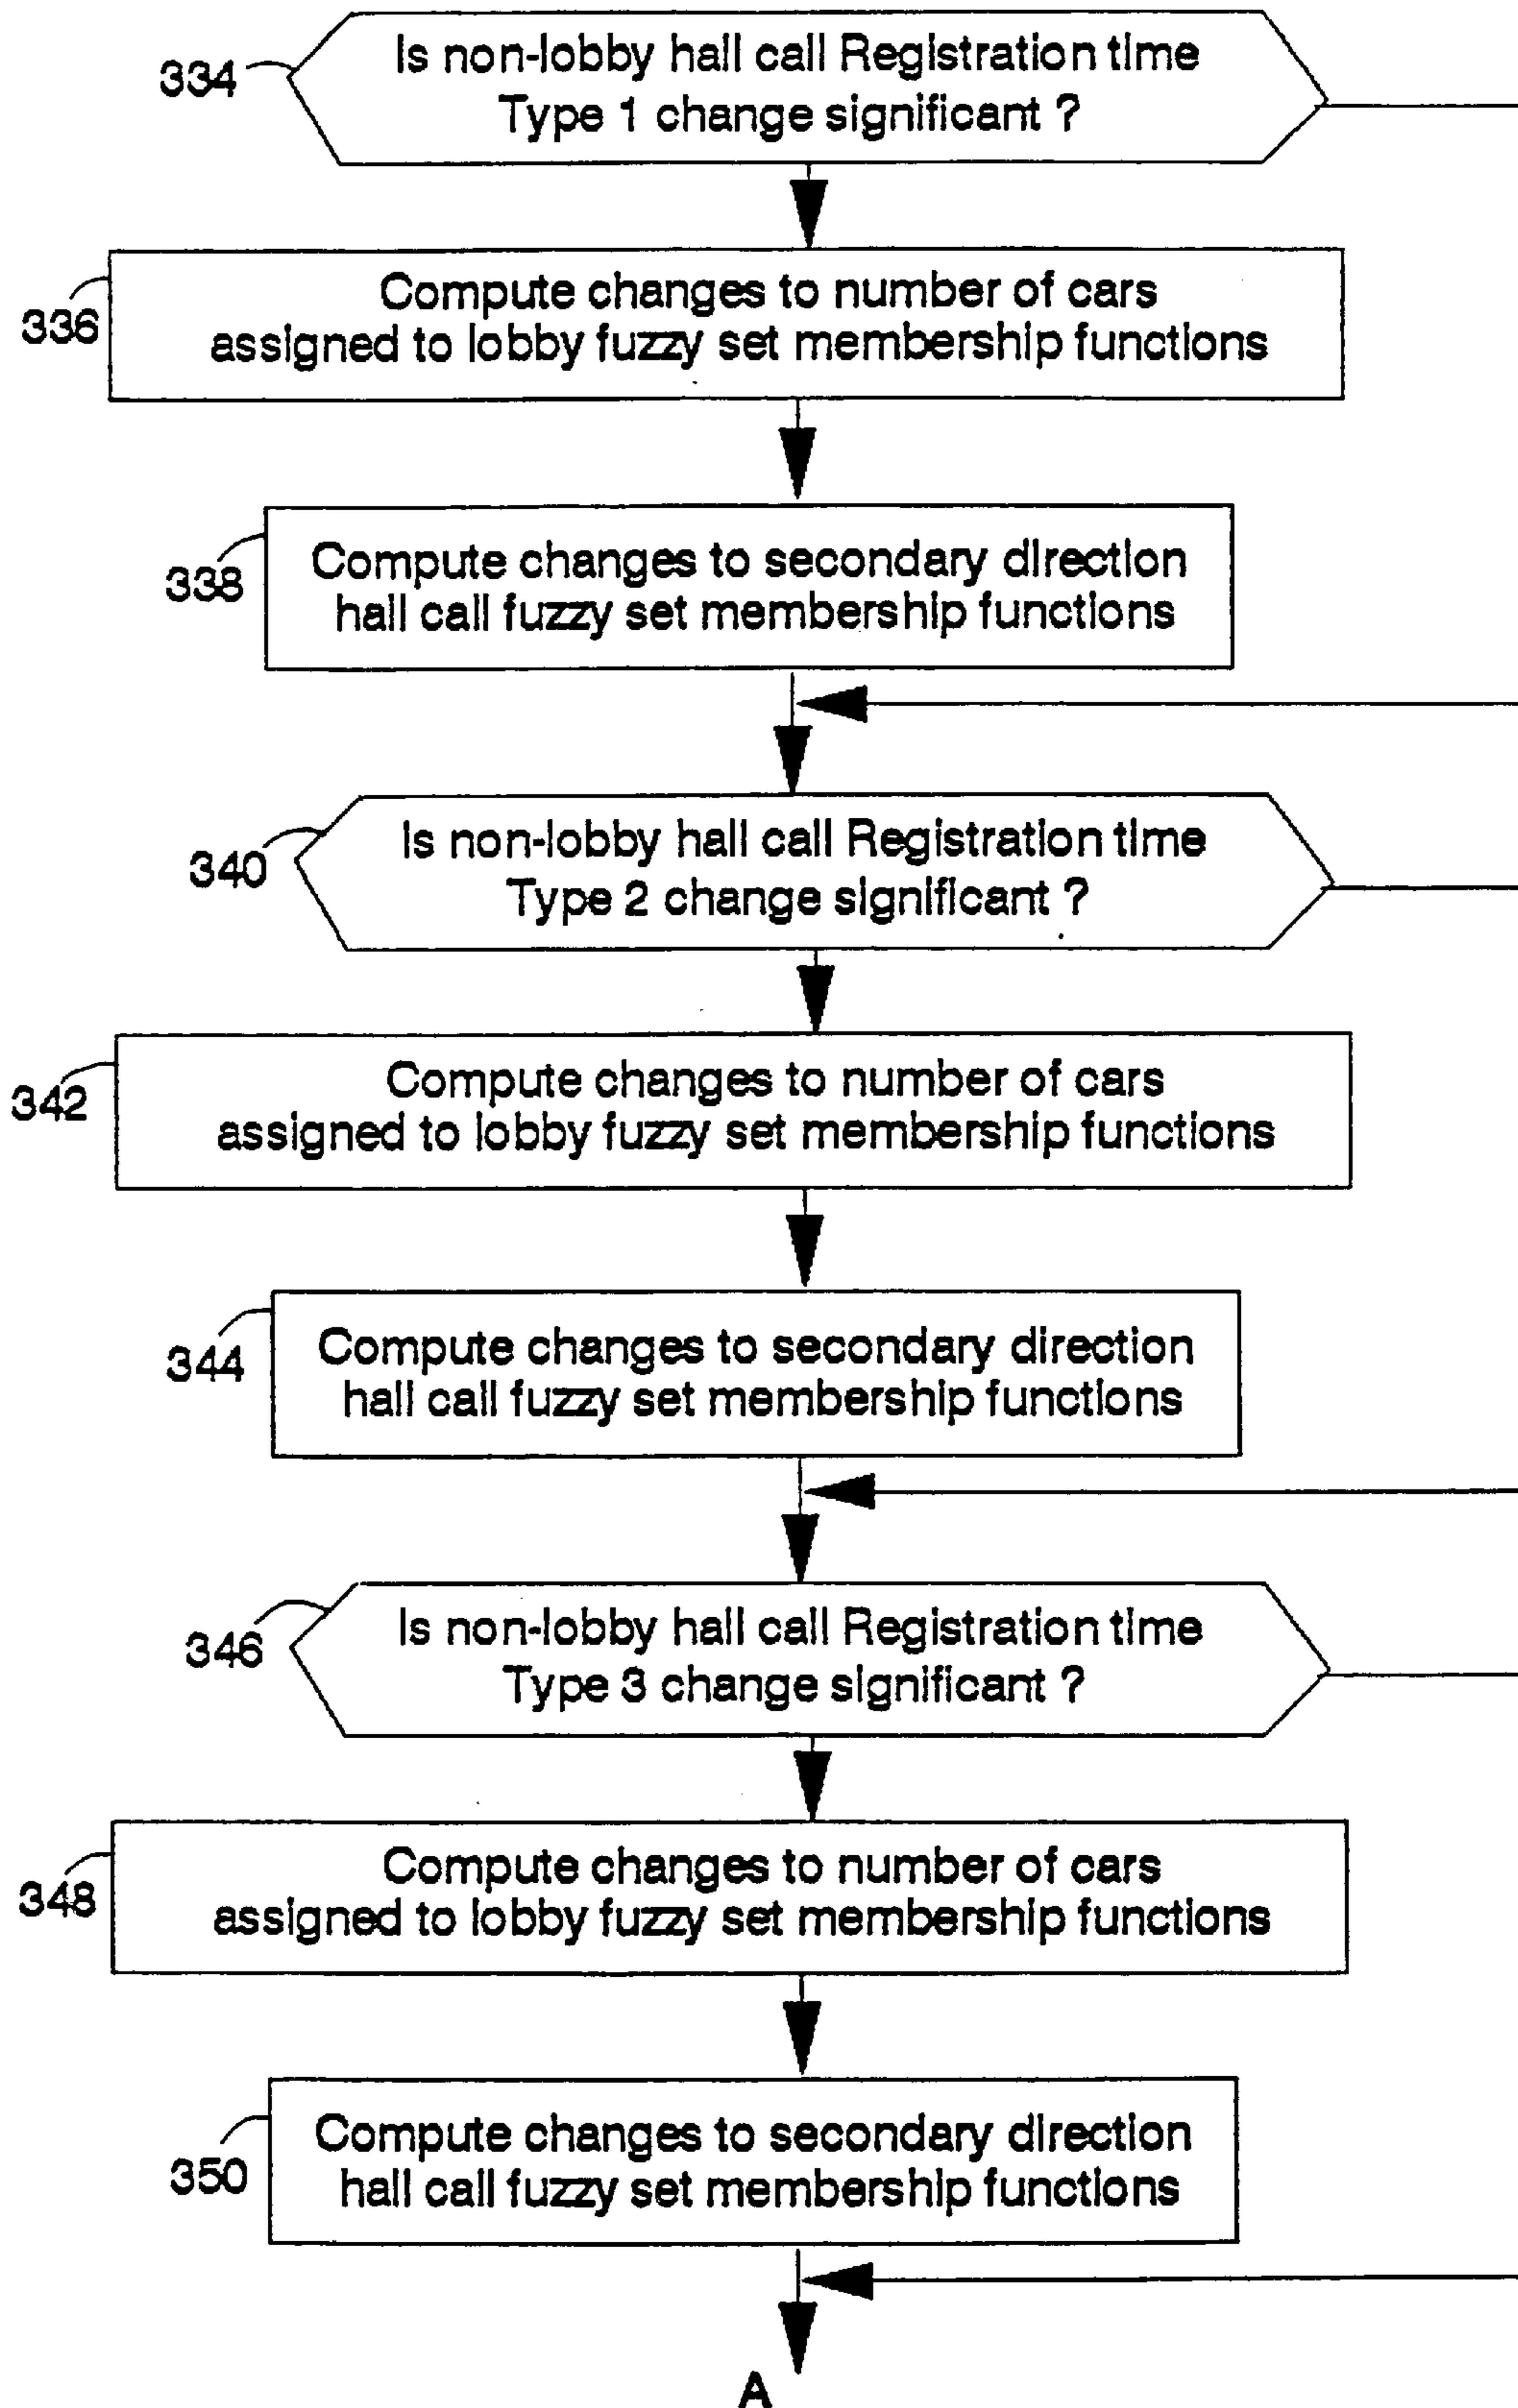 334
Is non-lobby hall call Registration time
Type 1 change significant ?
336
Compute changes to number of cars
assigned to lobby fuzzy set membership functions
338
Compute changes to secondary direction
hall call fuzzy set membership functions
340
Is non-lobby hall call Registration time
Type 2 change significant ?
342
Compute changes to number of cars
assigned to lobby fuzzy set membership functions
344
Compute changes to secondary direction
hall call fuzzy set membership functions
346
Is non-lobby hall call Registration time
Type 3 change significant ?
348
Compute changes to number of cars
assigned to lobby fuzzy set membership functions
350
Compute changes to secondary direction
hall call fuzzy set membership functions
A